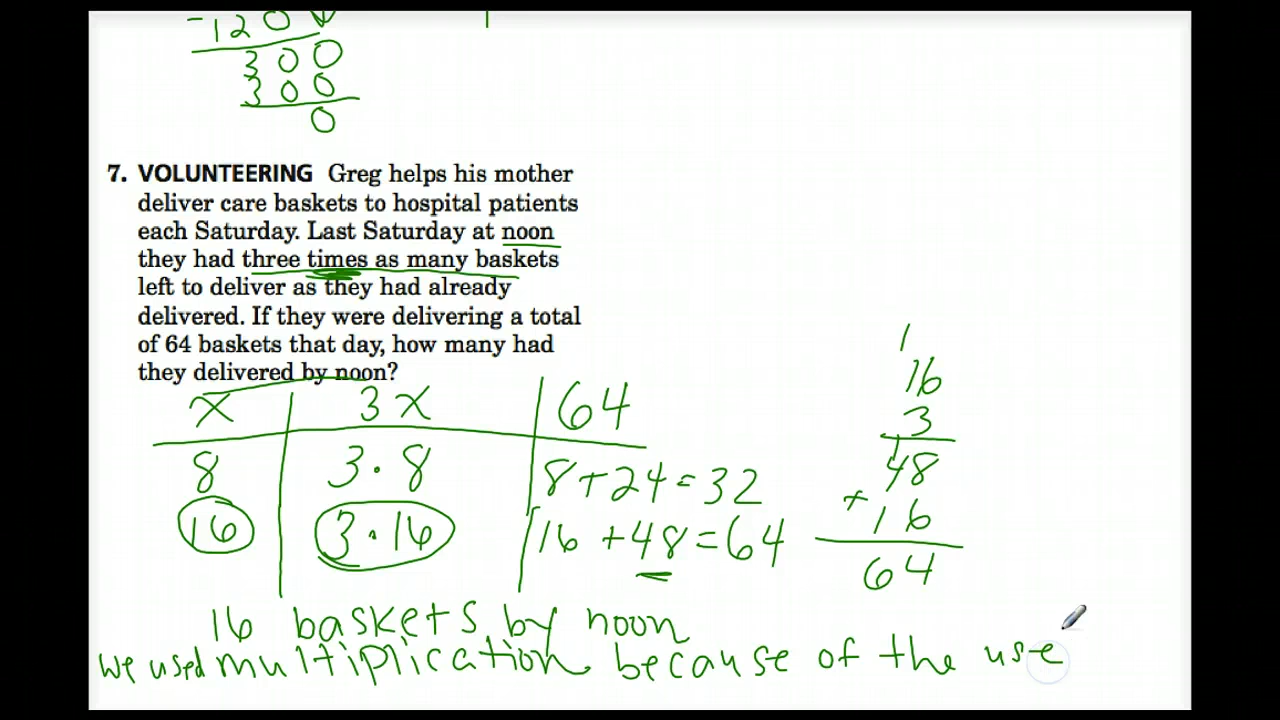 -120
300
300
0
7. VOLUNTEERING Greg helps his mother
deliver care baskets to hospital patients
each Saturday. Last Saturday at noon
they had three times as many baskets
left to deliver as they had already
delivered. If they were delivering a total
of 64 baskets that day, how many had
they delivered by noon?
x 3x 64
8 3·8 8+24=32
16 3·16 16+48=64
1
16
3
1
48
+16
64
16 baskets by noon
we used multiplication because of the use